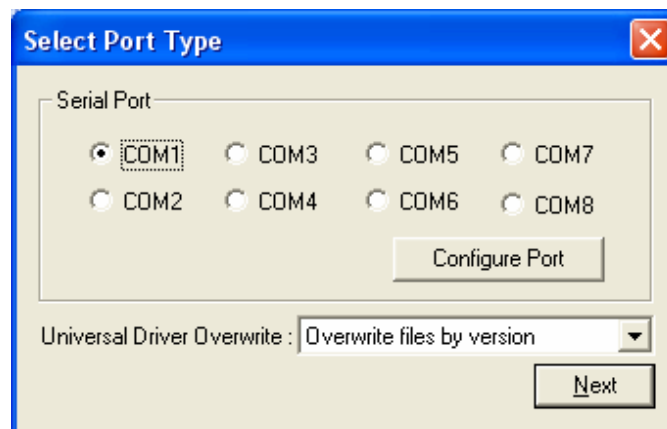 Select Port Type
Serial Port
COM1 COM3 COM5 COM7
COM2 COM4 COM6 COM8
Configure Port
Universal Driver Overwrite : Overwrite files by version
Next